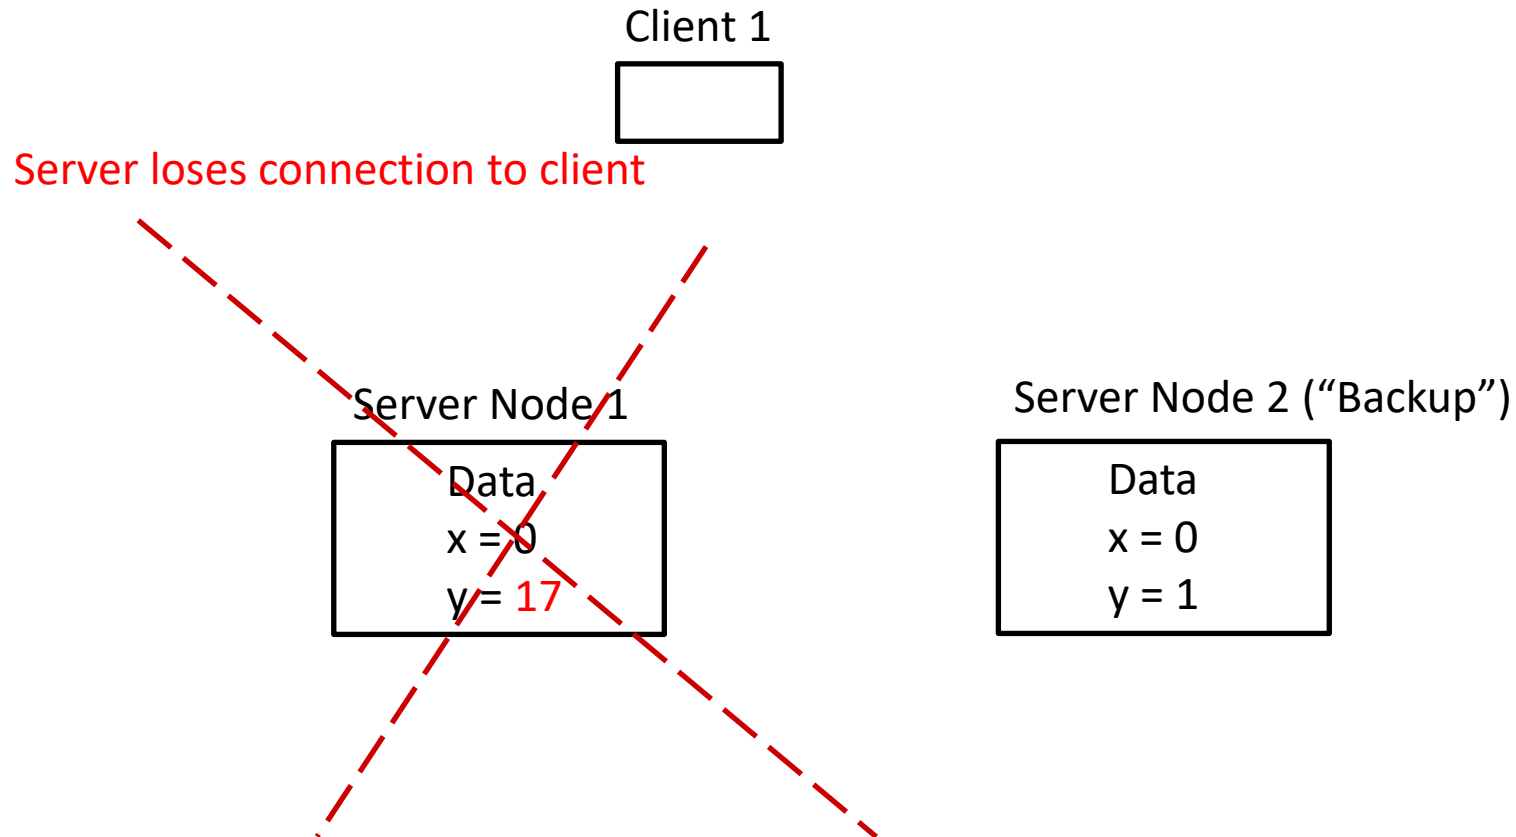 Client 1
Server loses connection to client
Server Node 1
Data
x = 0
y = 17
Server Node 2 (“Backup”)
Data
x = 0
y = 1